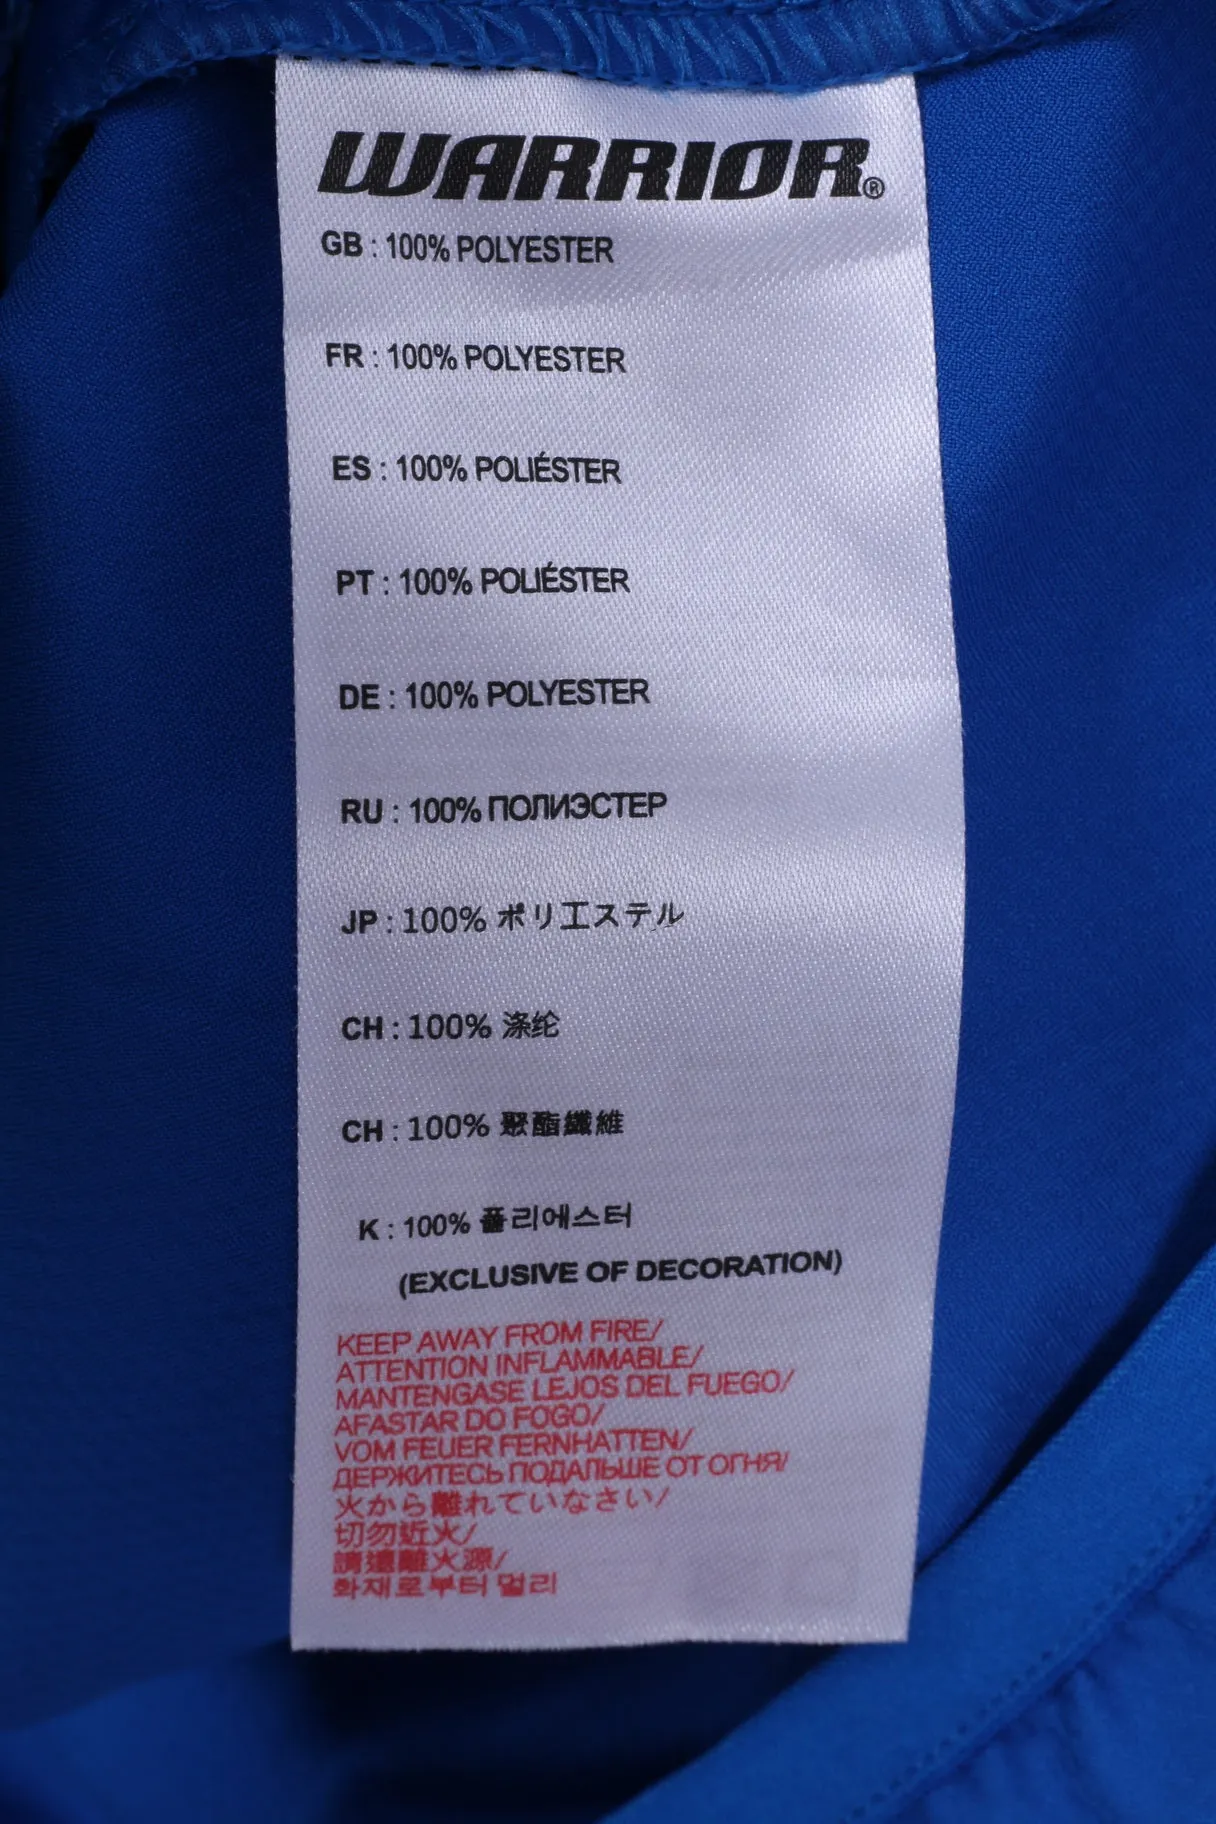 WARRIOR®
GB : 100% POLYESTER
FR : 100% POLYESTER
ES : 100% POLIÉSTER
PT : 100% POLIÉSTER
DE : 100% POLYESTER
RU : 100% ПОЛИЭСТЕР
JP : 100% ポリエステル
CH : 100% 涤纶
CH : 100% 聚酯纖維
K : 100% 폴리에스터
(EXCLUSIVE OF DECORATION)
KEEP AWAY FROM FIRE/
ATTENTION INFLAMMABLE/
MANTENGASE LEJOS DEL FUEGO/
AFASTAR DO FOGO/
VOM FEUER FERNHATTEN/
ДЕРЖИТЕСЬ ПОДАЛЬШЕ ОТ ОГНЯ/
火から離れていなさい/
切勿近火/
請遠離火源/
화재로부터 멀리